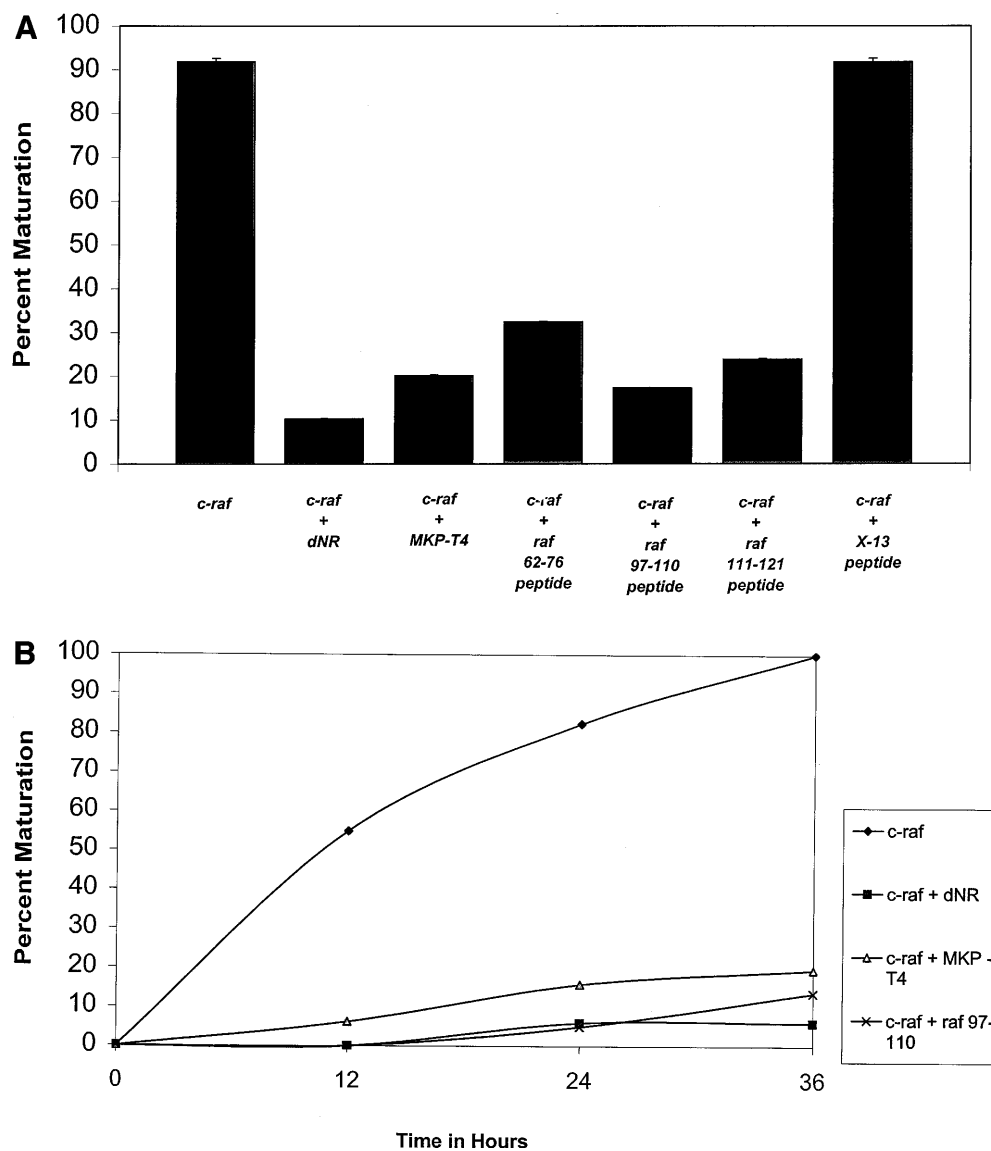 A
100
90
80
70
60
50
40
30
20
10
0
Percent Maturation
c-raf
c-raf
+
dNR
c-raf
+
MKP-T4
c-raf
+
raf
62-76
peptide
c-raf
+
raf
97-110
peptide
c-raf
+
raf
111-121
peptide
c-raf
+
X-13
peptide
B
100
90
80
70
60
50
40
30
20
10
0
Percent Maturation
0 12 24 36
Time in Hours
c-raf
c-raf + dNR
c-raf + MKP -
T4
c-raf + raf 97-
110